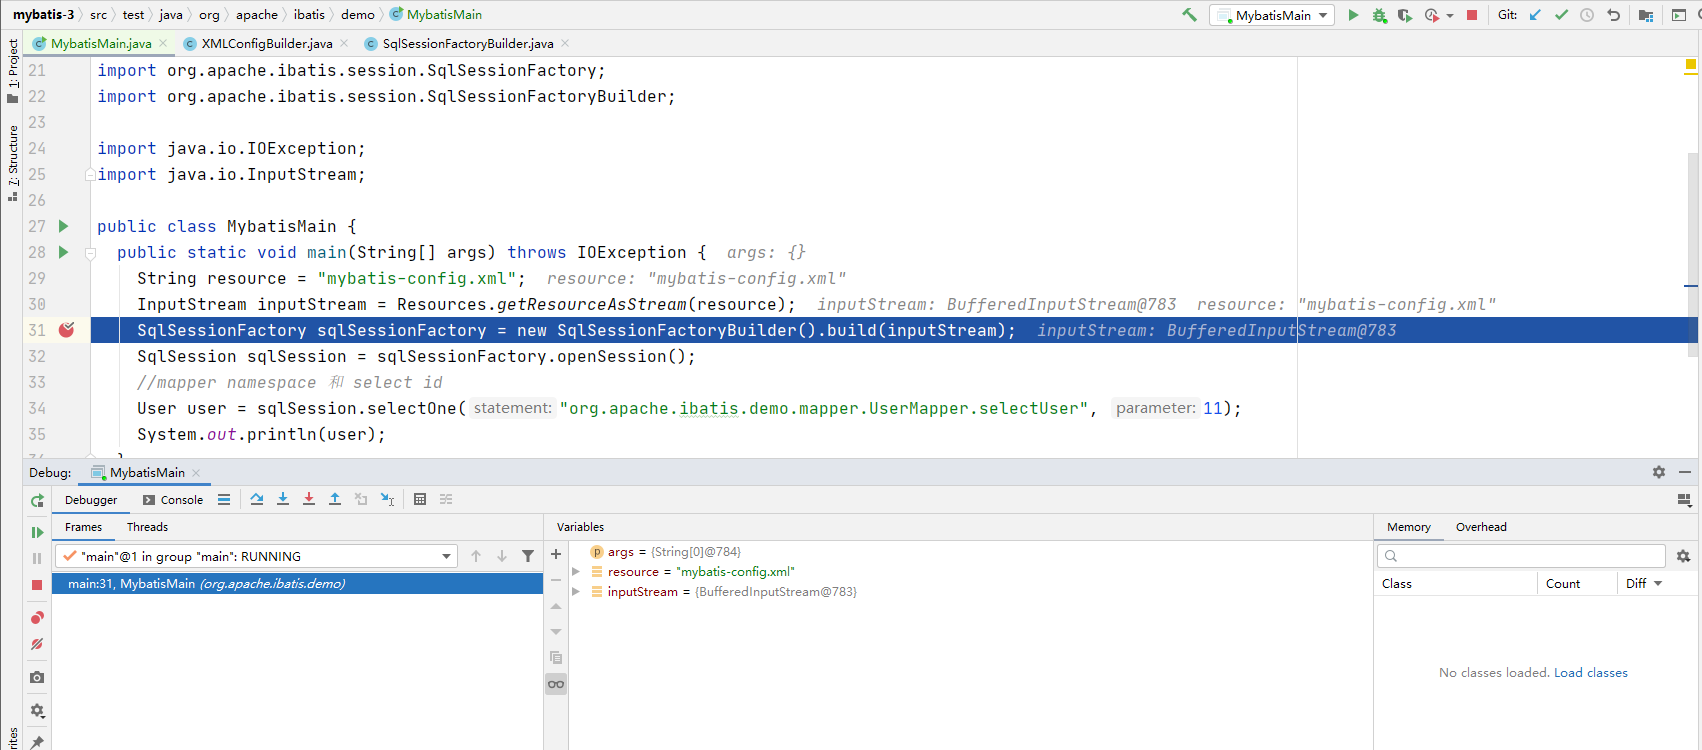 mybatis-3 src test java org apache ibatis demo MybatisMain MybatisMain Git:
MybatisMain.java XMLConfigBuilder.java SqlSessionFactoryBuilder.java
1: Project
7: Structure
21 import org.apache.ibatis.session.SqlSessionFactory;
22 import org.apache.ibatis.session.SqlSessionFactoryBuilder;
23
24 import java.io.IOException;
25 import java.io.InputStream;
26
27 public class MybatisMain {
28 public static void main(String[] args) throws IOException { args: {}
29 String resource = "mybatis-config.xml"; resource: "mybatis-config.xml"
30 InputStream inputStream = Resources.getResourceAsStream(resource); inputStream: BufferedInputStream@783 resource: "mybatis-config.xml"
31 SqlSessionFactory sqlSessionFactory = new SqlSessionFactoryBuilder().build(inputStream); inputStream: BufferedInputStream@783
32 SqlSession sqlSession = sqlSessionFactory.openSession();
33 //mapper namespace 和 select id
34 User user = sqlSession.selectOne( statement: "org.apache.ibatis.demo.mapper.UserMapper.selectUser", parameter: 11);
35 System.out.println(user);
Debug: MybatisMain
Debugger Console
Frames Threads Variables Memory Overhead
"main"@1 in group "main": RUNNING
main:31, MybatisMain (org.apache.ibatis.demo)
args = {String[0]@784}
resource = "mybatis-config.xml"
inputStream = {BufferedInputStream@783}
Class Count Diff
No classes loaded. Load classes